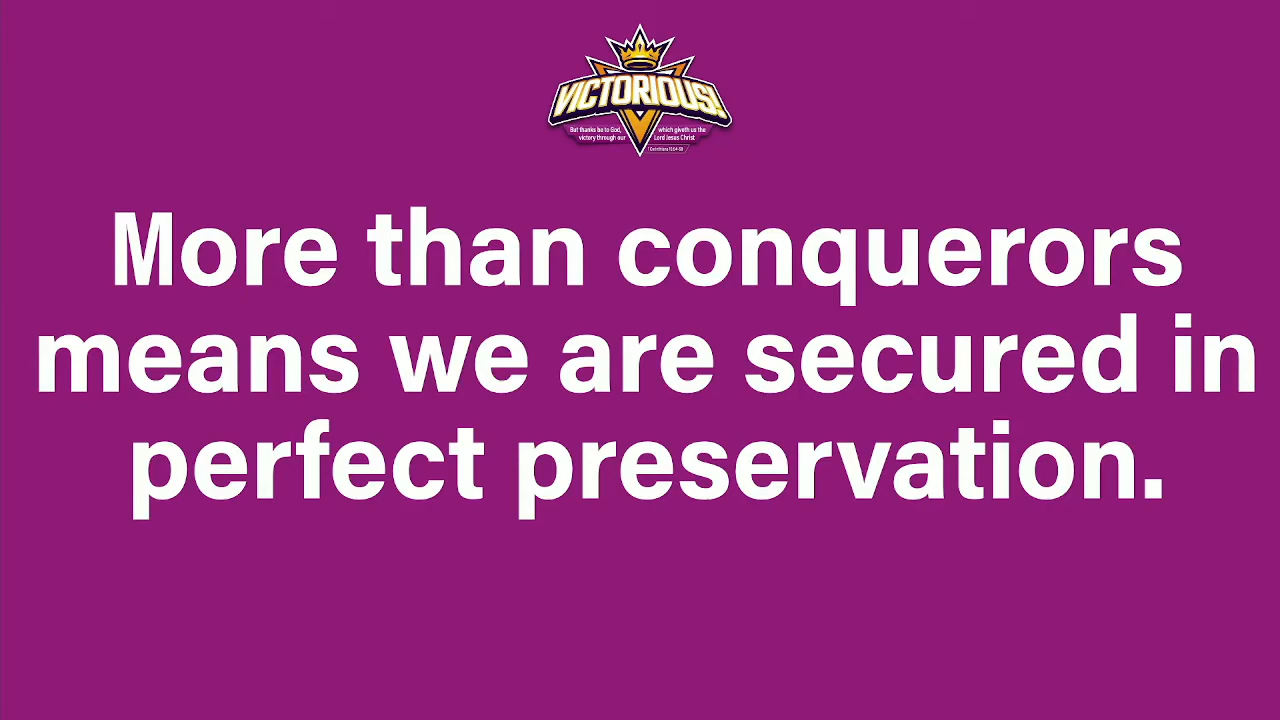 VICTORIOUS!
But thanks be to God, which giveth us the
victory through our Lord Jesus Christ
More than conquerors
means we are secured in
perfect preservation.